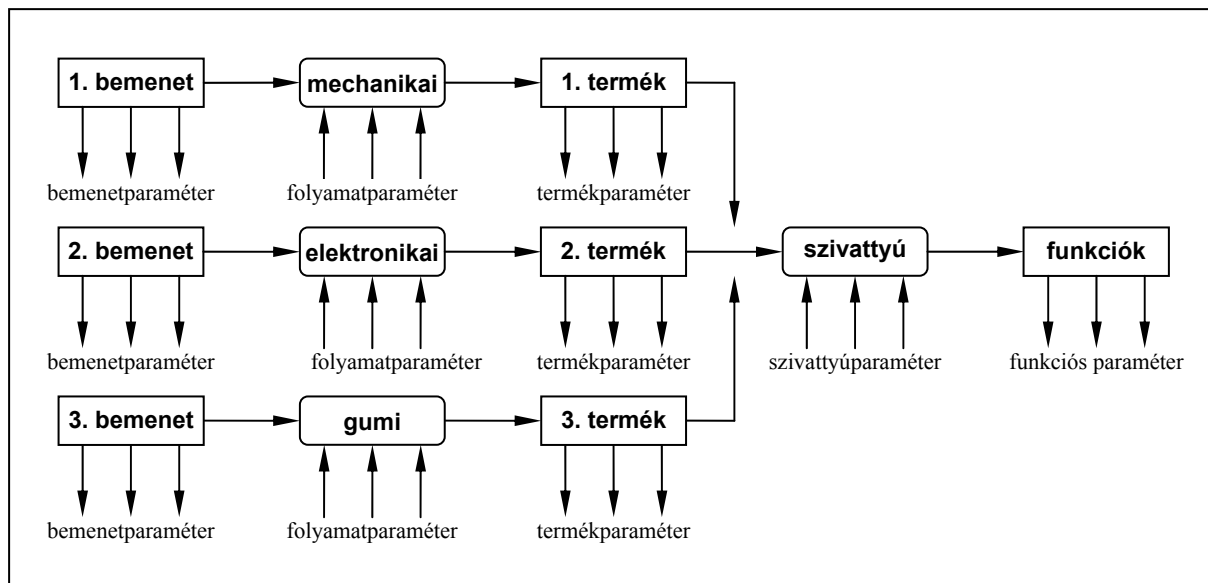 1. bemenet mechanikai 1. termék
bemenetparaméter folyamatparaméter termékparaméter
2. bemenet elektronikai 2. termék szivattyú funkciók
bemenetparaméter folyamatparaméter termékparaméter szivattyúparaméter funkciós paraméter
3. bemenet gumi 3. termék
bemenetparaméter folyamatparaméter termékparaméter